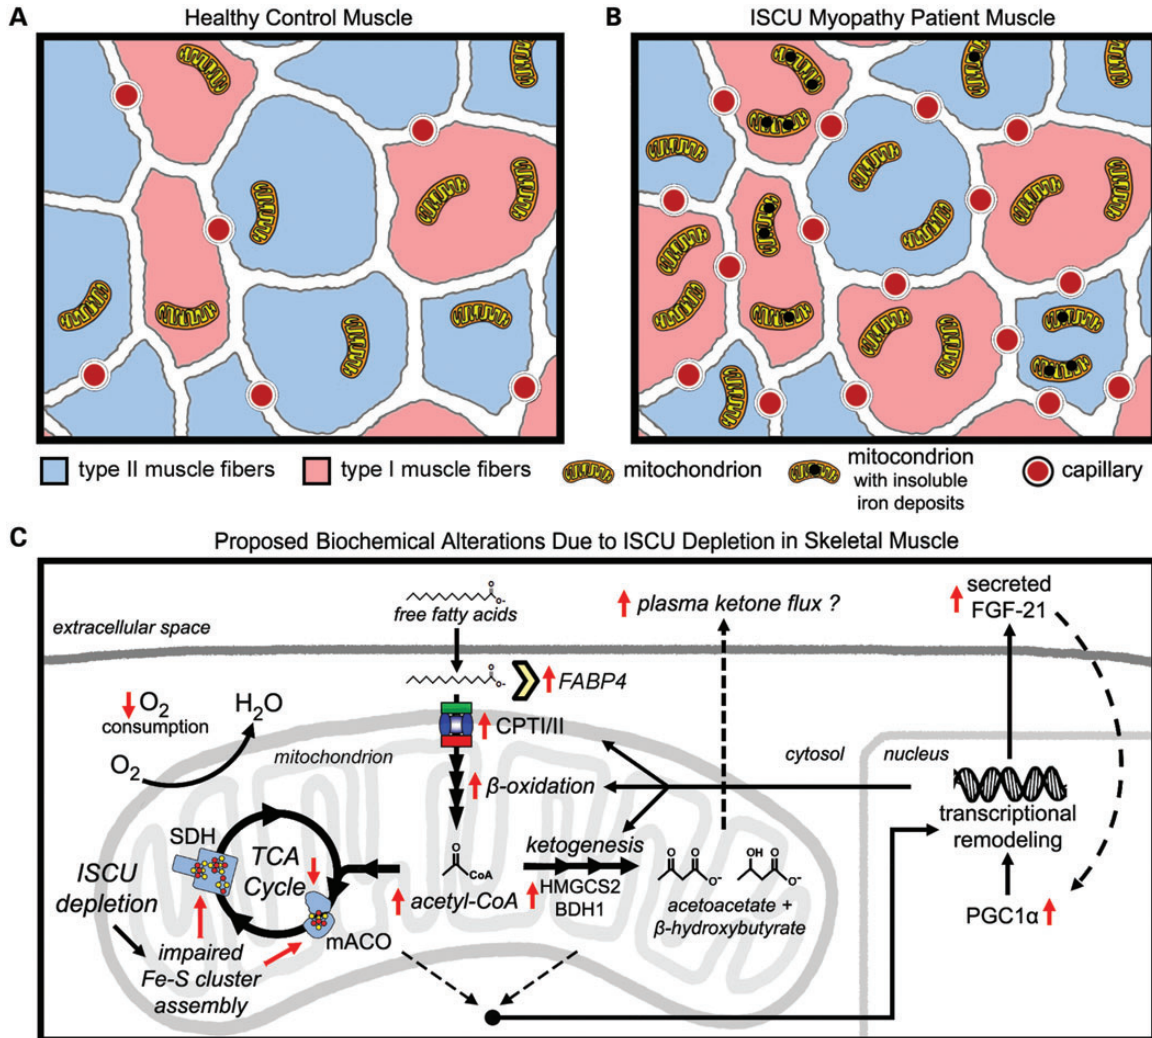 A
Healthy Control Muscle
B
ISCU Myopathy Patient Muscle
type II muscle fibers
type I muscle fibers
mitochondrion
mitocondrion
with insoluble
iron deposits
capillary
C
Proposed Biochemical Alterations Due to ISCU Depletion in Skeletal Muscle
extracellular space
O
O-
free fatty acids
plasma ketone flux ?
secreted
FGF-21
O
O-
FABP4
O2
consumption
H2O
O2
CPTI/II
mitochondrion
β-oxidation
cytosol
nucleus
transcriptional
remodeling
PGC1α
SDH
TCA
Cycle
ISCU
depletion
mACO
impaired
Fe-S cluster
assembly
O
CoA
acetyl-CoA
ketogenesis
HMGCS2
BDH1
O O
O-
OH O
O-
acetoacetate +
β-hydroxybutyrate